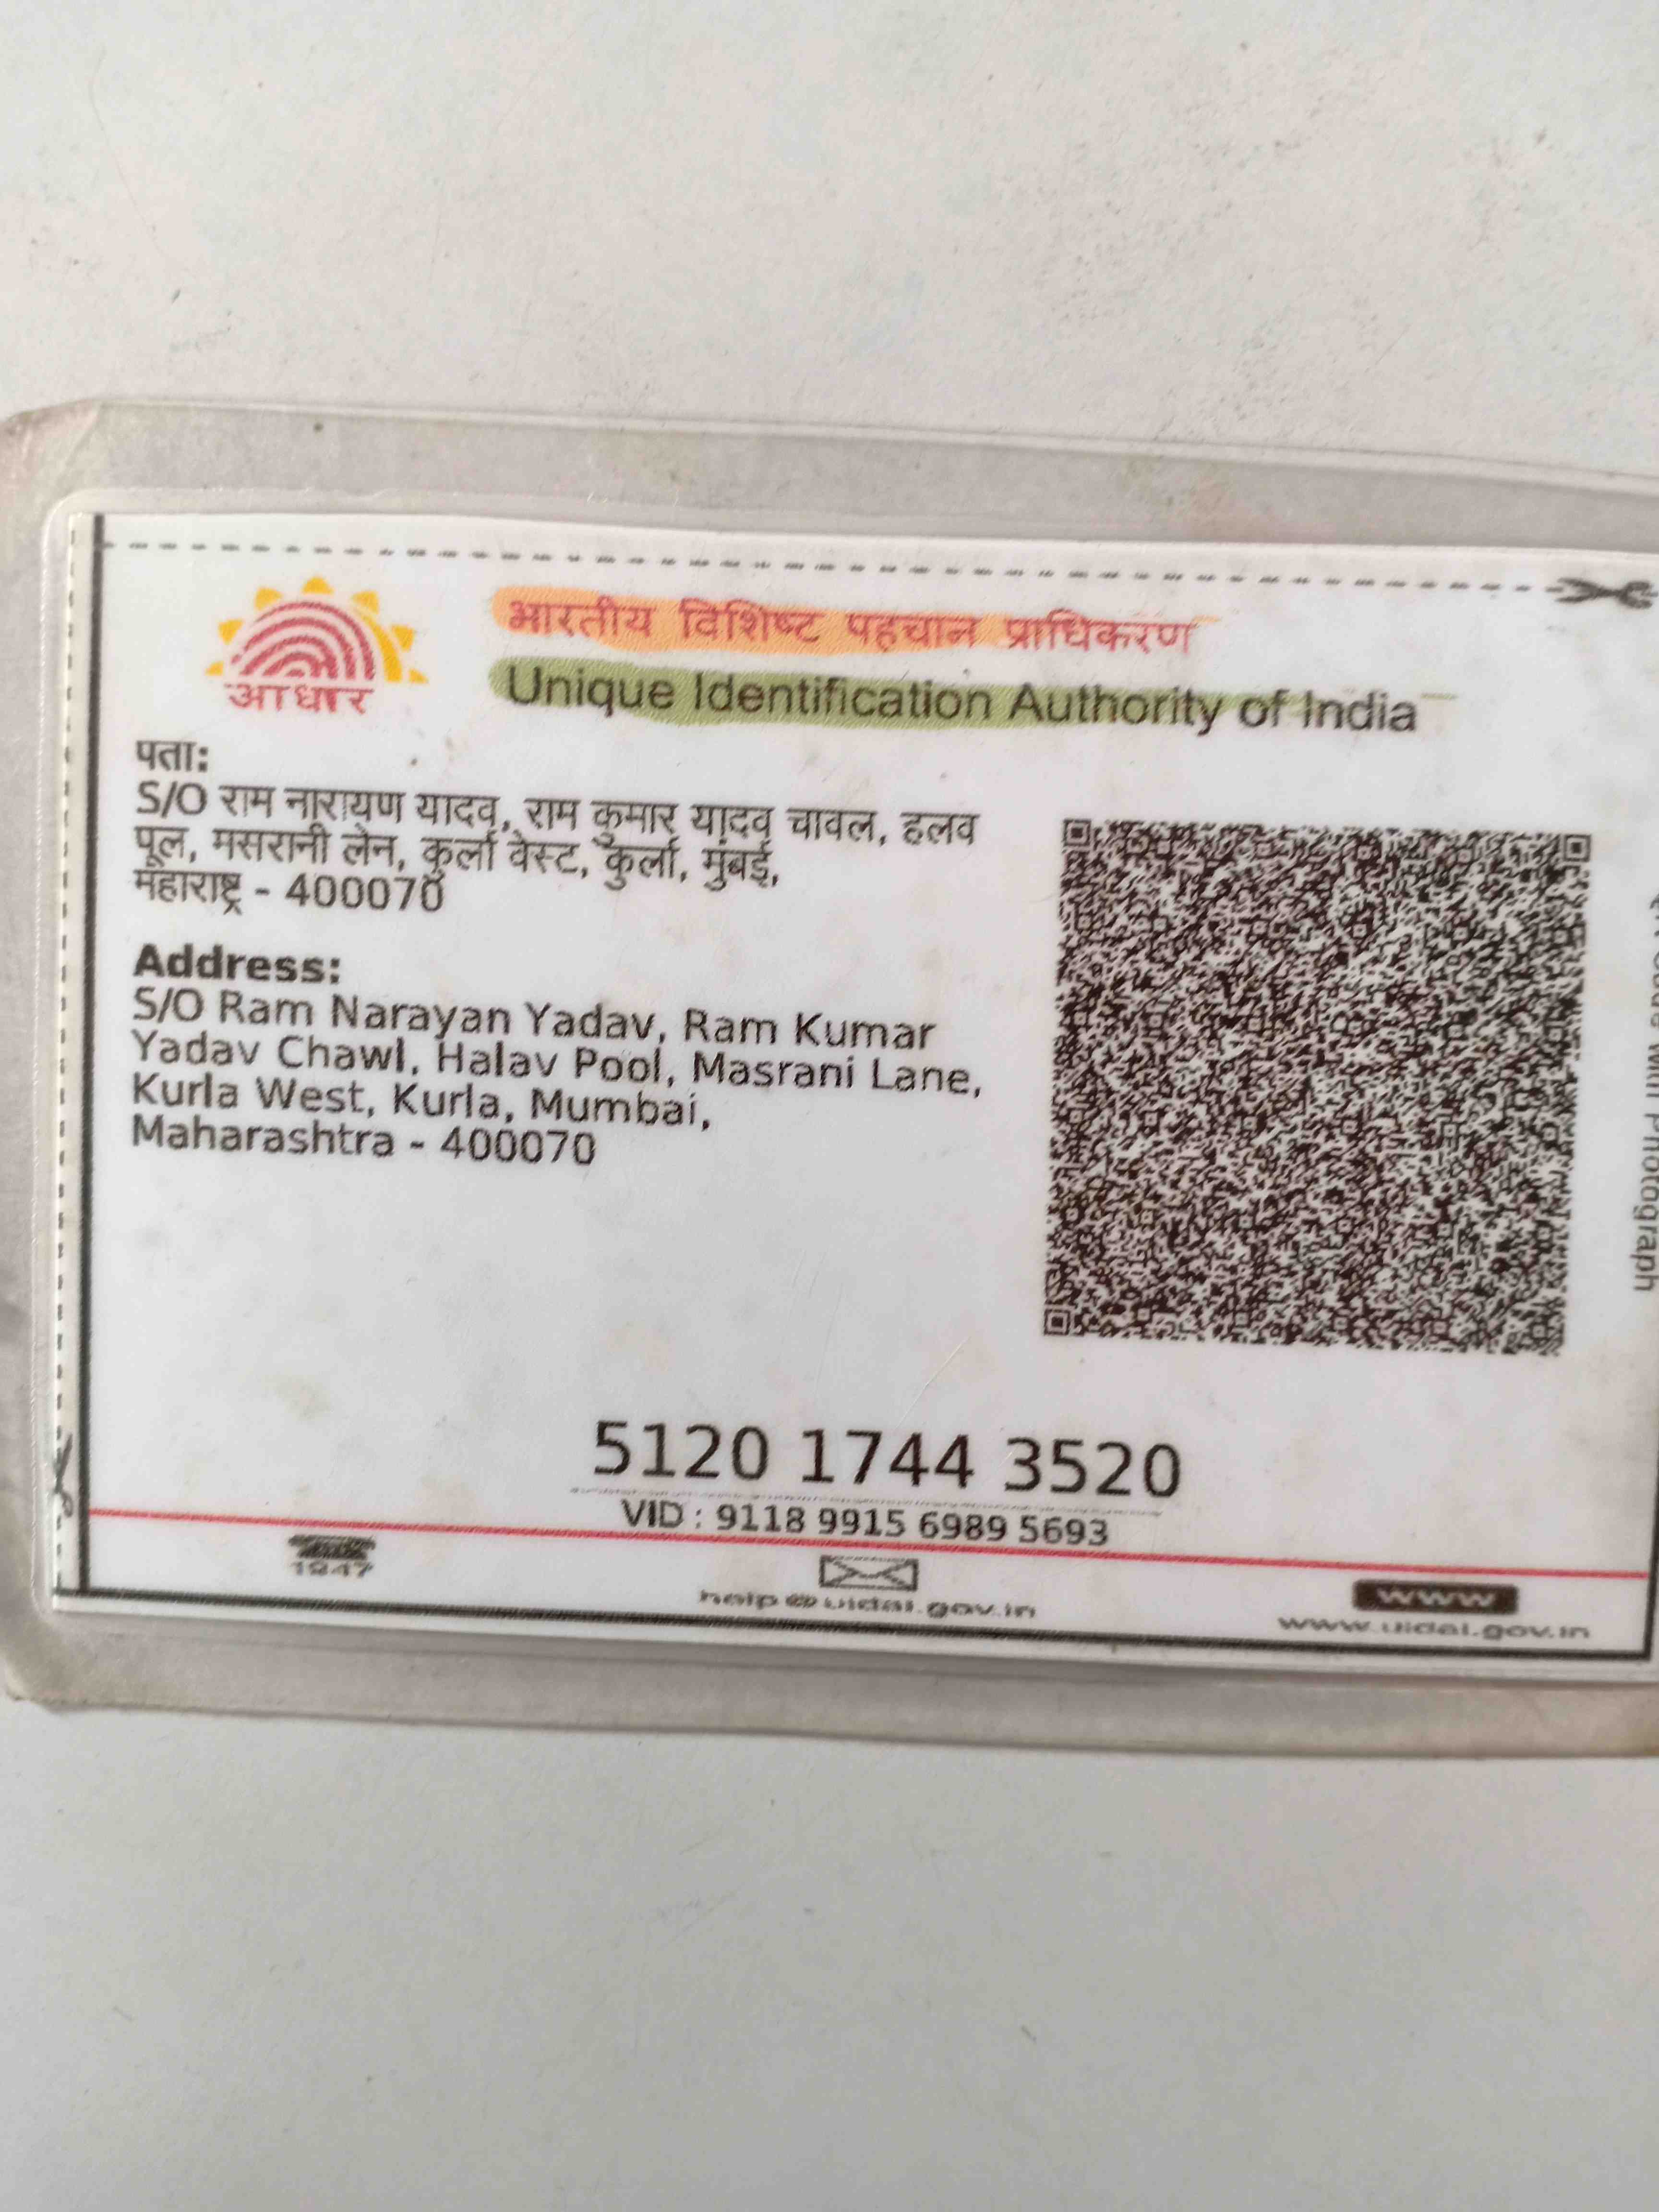 आधार
भारतीय विशिष्ट पहचान प्राधिकरण
Unique Identification Authority of India
पता:
S/O राम नारायण यादव, राम कुमार यादव चावल, हलव
पूल, मसरानी लेन, कुर्ला वेस्ट, कुर्ला, मुंबई,
महाराष्ट्र - 400070
Address:
S/O Ram Narayan Yadav, Ram Kumar
Yadav Chawl, Halav Pool, Masrani Lane,
Kurla West, Kurla, Mumbai,
Maharashtra - 400070
with Photograph
5120 1744 3520
VID : 9118 9915 6989 5693
1947
help@uidai.gov.in
www
www.uidai.gov.in